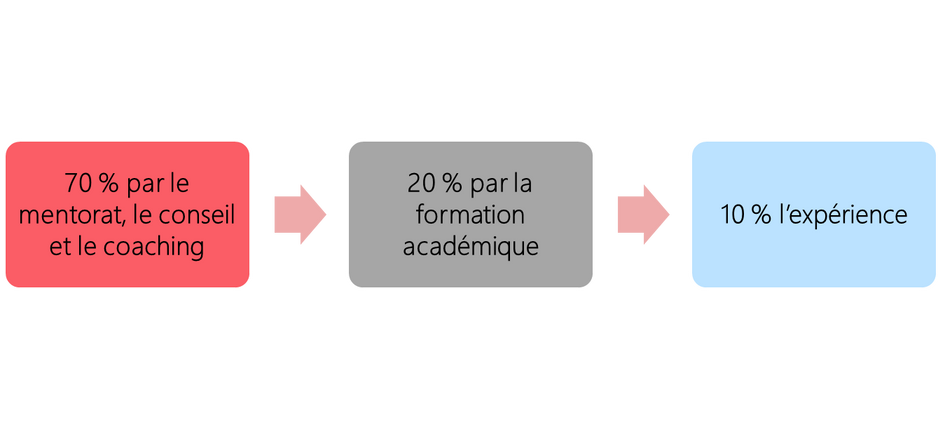 70 % par le
mentorat, le conseil
et le coaching
20 % par la
formation
académique
10 % l’expérience